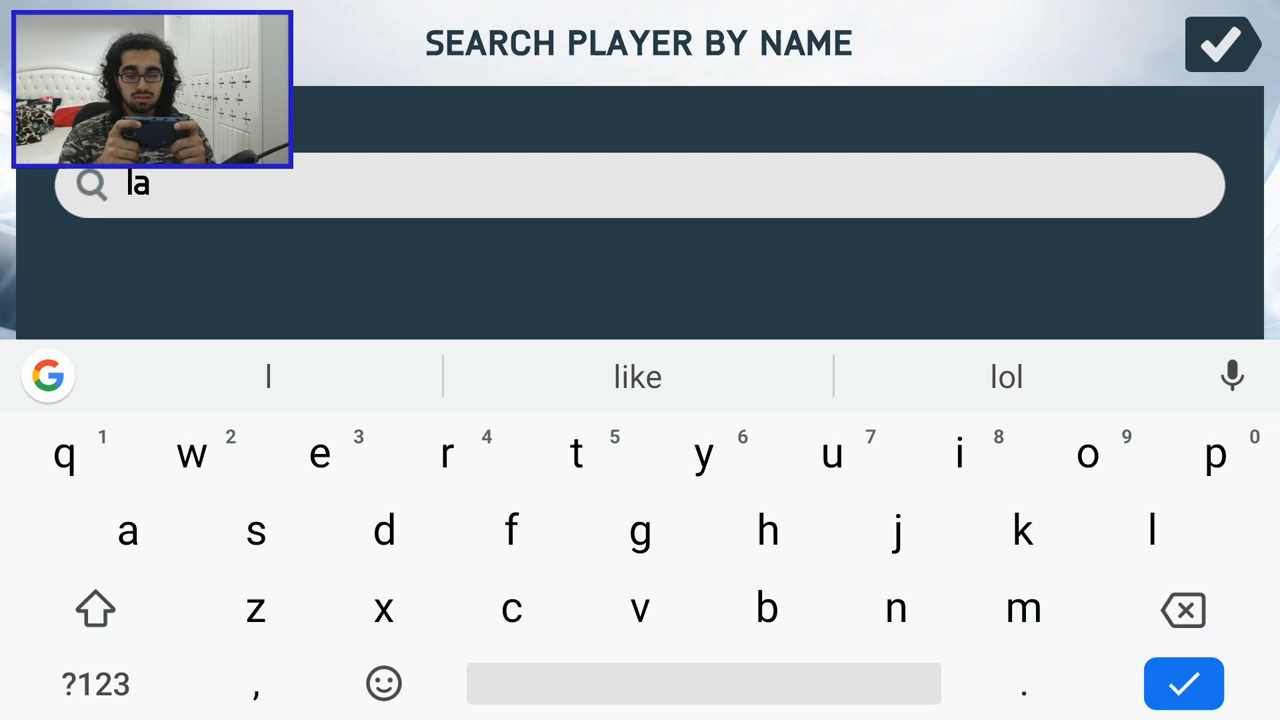 SEARCH PLAYER BY NAME
la
l like lol
q 1 w 2 e 3 r 4 t 5 y 6 u 7 i 8 o 9 p 0
a s d f g h j k l
z x c v b n m
?123 , .